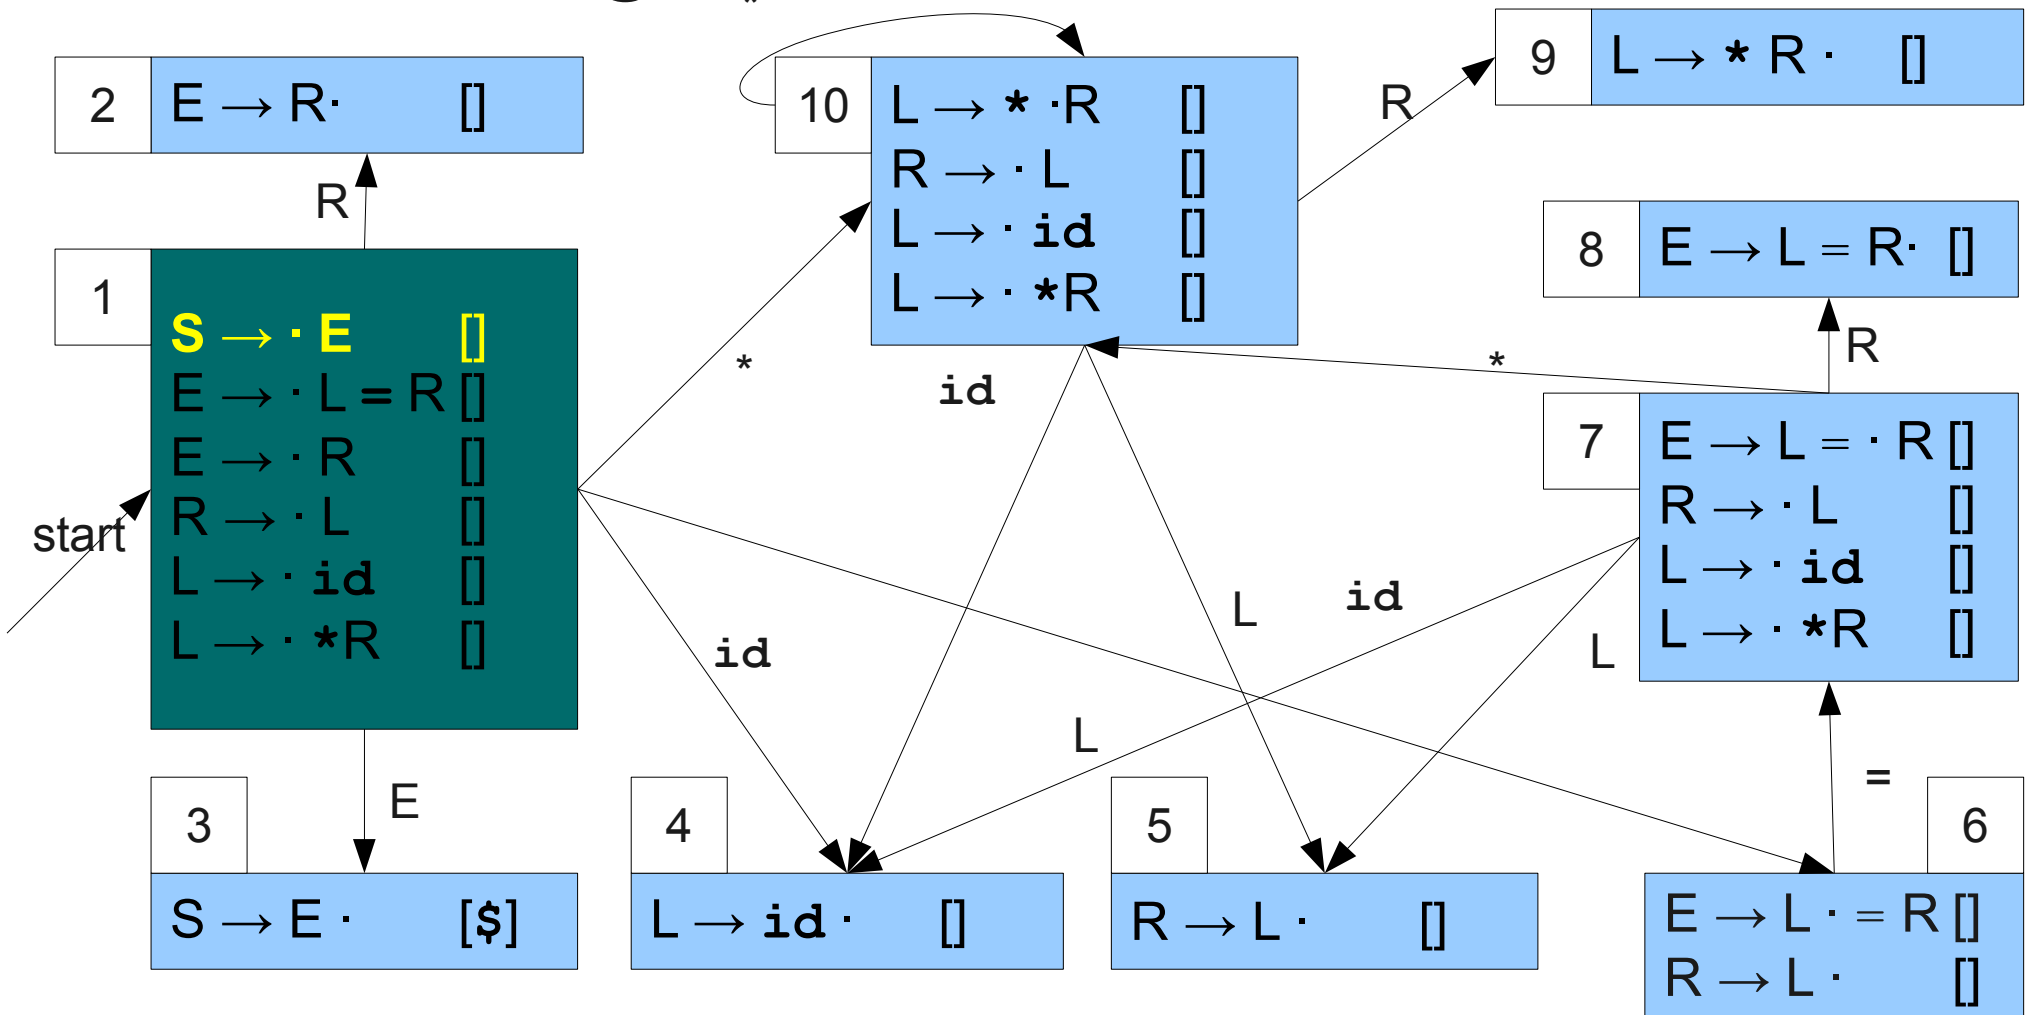 2
E → R· []
R
1
S → · E []
E → · L = R []
E → · R []
R → · L []
L → · id []
L → · *R []
start
E
3
S → E · [$]
10
L → * ·R []
R → · L []
L → · id []
L → · *R []
*
id
R
9
L → * R · []
8
E → L = R· []
R
*
7
E → L = · R []
R → · L []
L → · id []
L → · *R []
id
L
id
L
L
=
4
L → id · []
5
R → L · []
6
E → L · = R []
R → L · []